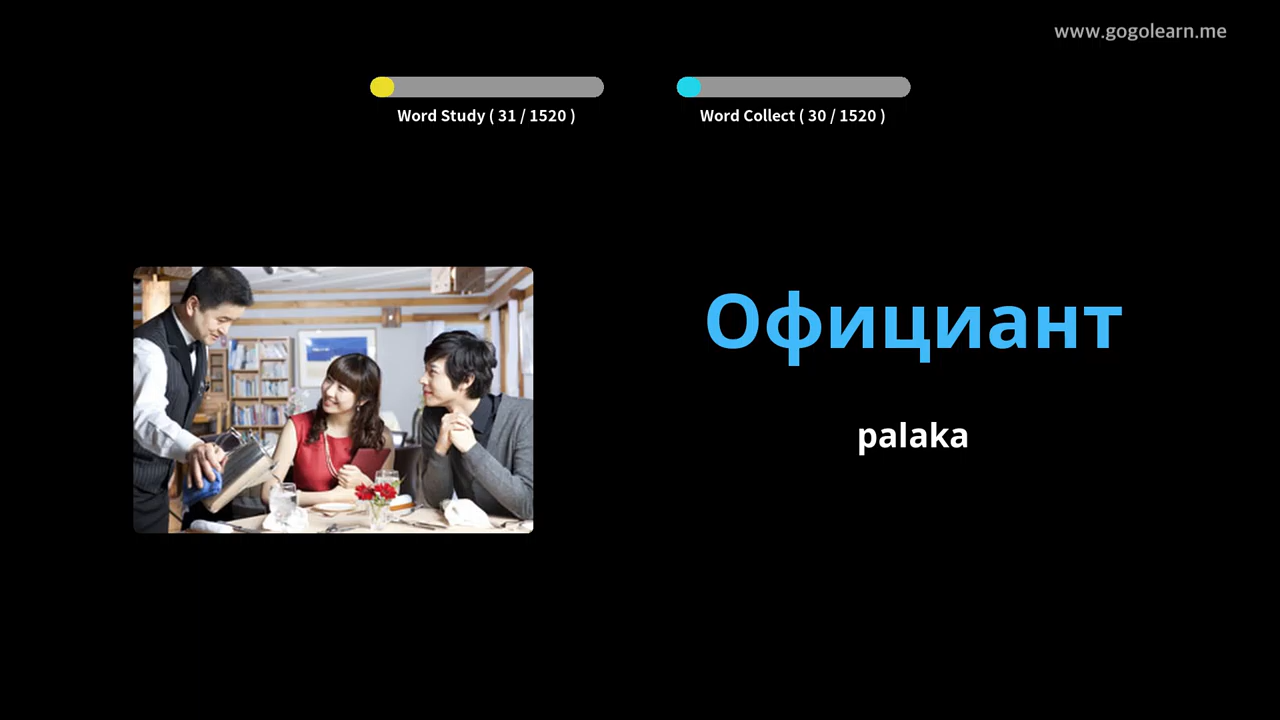 www.gogolearn.me
Word Study ( 31 / 1520 )
Word Collect ( 30 / 1520 )
Официант
palaka